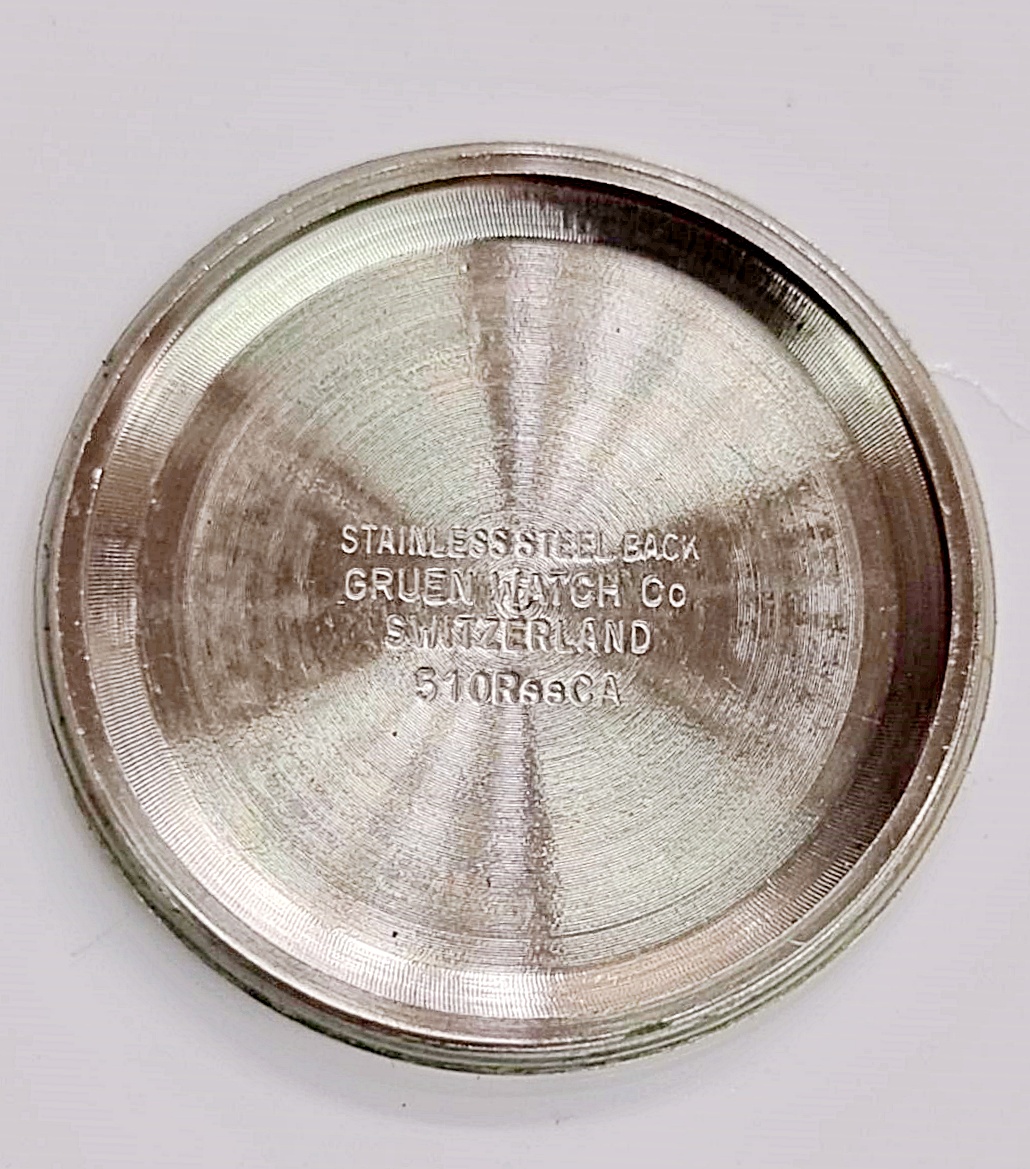 STAINLESS STEEL BACK
GRUEN WATCH Co
SWITZERLAND
510RssCA